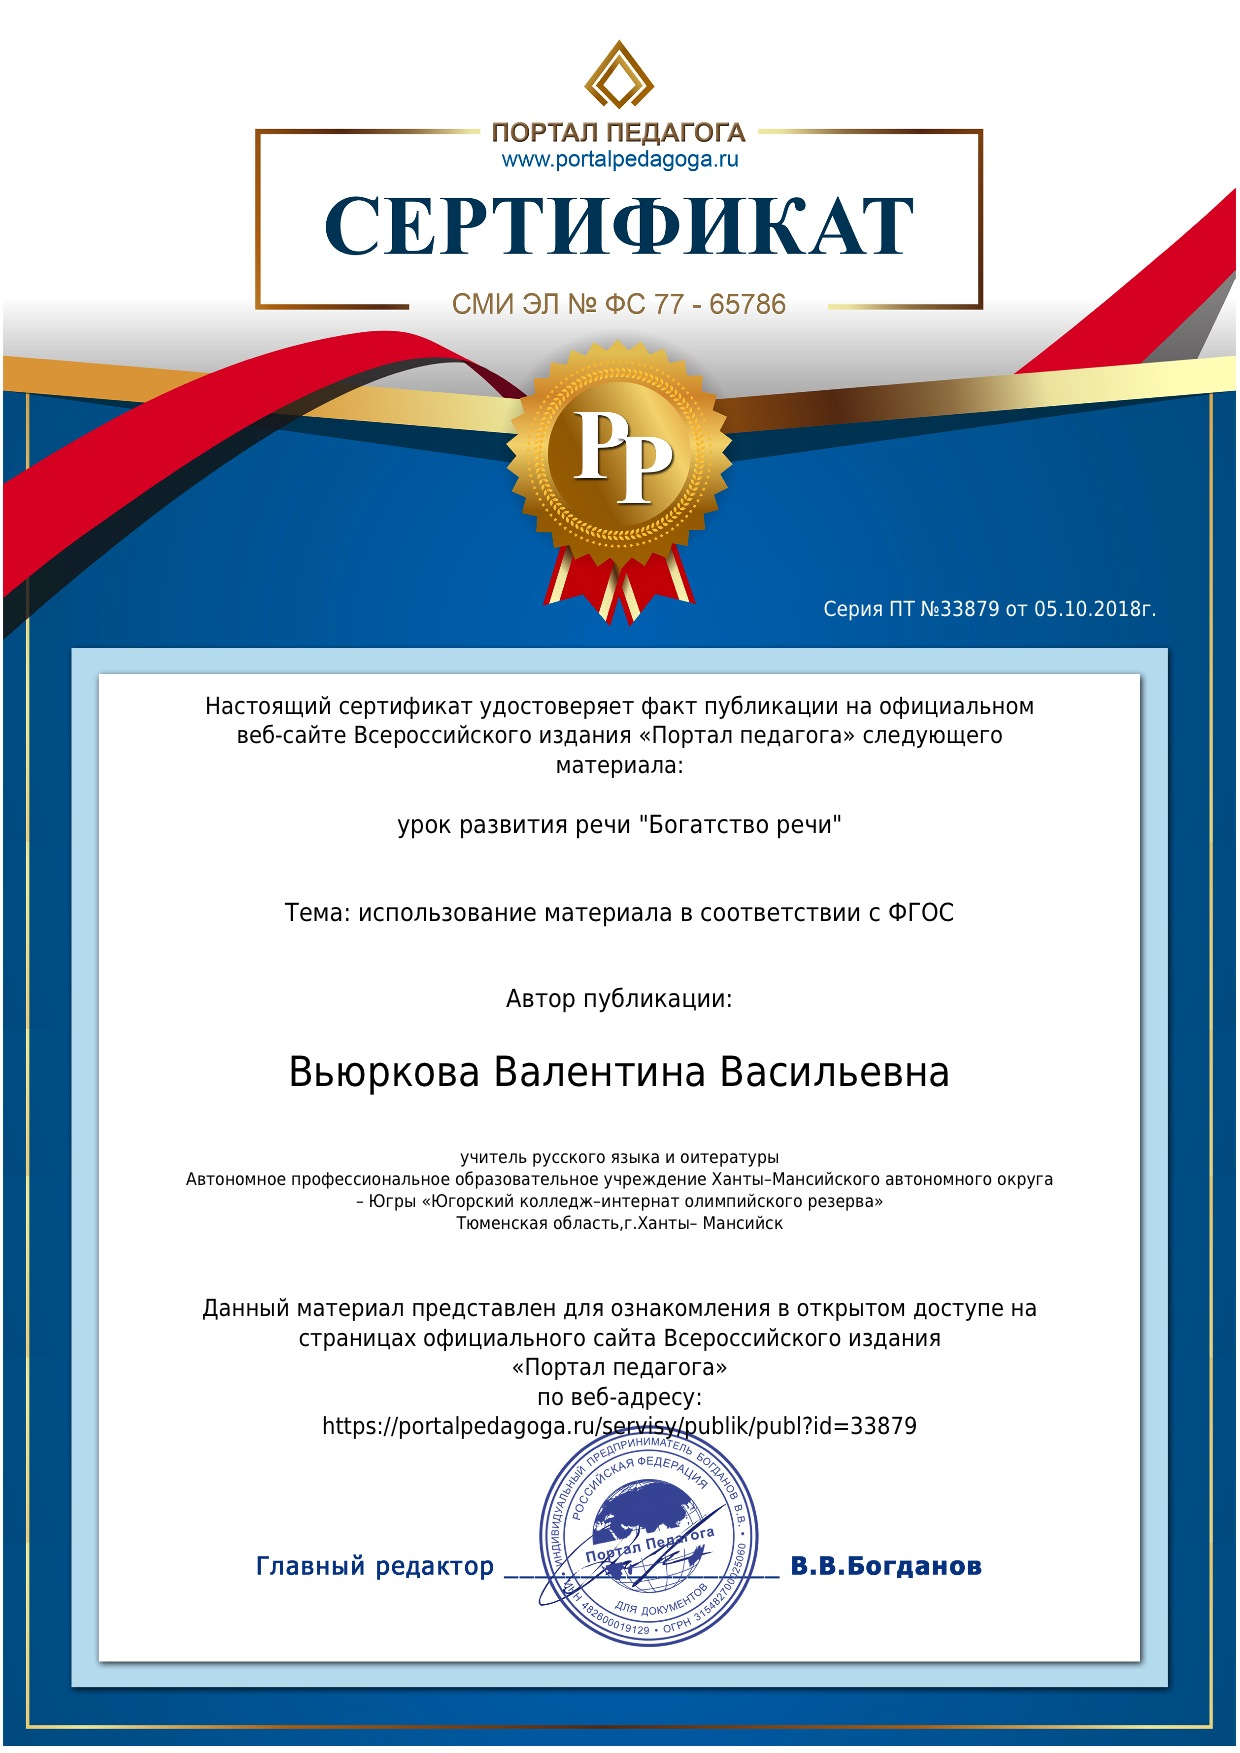 ПОРТАЛ ПЕДАГОГА
www.portalpedagoga.ru
СЕРТИФИКАТ
СМИ ЭЛ № ФС 77 - 65786
PP
Серия ПТ №33879 от 05.10.2018г.
Настоящий сертификат удостоверяет факт публикации на официальном
веб-сайте Всероссийского издания «Портал педагога» следующего
материала:
урок развития речи "Богатство речи"
Тема: использование материала в соответствии с ФГОС
Автор публикации:
Вьюркова Валентина Васильевна
учитель русского языка и оитературы
Автономное профессиональное образовательное учреждение Ханты–Мансийского автономного округа
– Югры «Югорский колледж–интернат олимпийского резерва»
Тюменская область,г.Ханты– Мансийск
Данный материал представлен для ознакомления в открытом доступе на
страницах официального сайта Всероссийского издания
«Портал педагога»
по веб-адресу:
https://portalpedagoga.ru/servisy/publik/publ?id=33879
ИНДИВИДУАЛЬНЫЙ ПРЕДПРИНИМАТЕЛЬ БОГДАНОВ В.В.
РОССИЙСКАЯ ФЕДЕРАЦИЯ
Портал Педагога
ДЛЯ ДОКУМЕНТОВ
ИНН 482600019129 • ОГРН 315482700025060
Главный редактор ____________________ В.В.Богданов